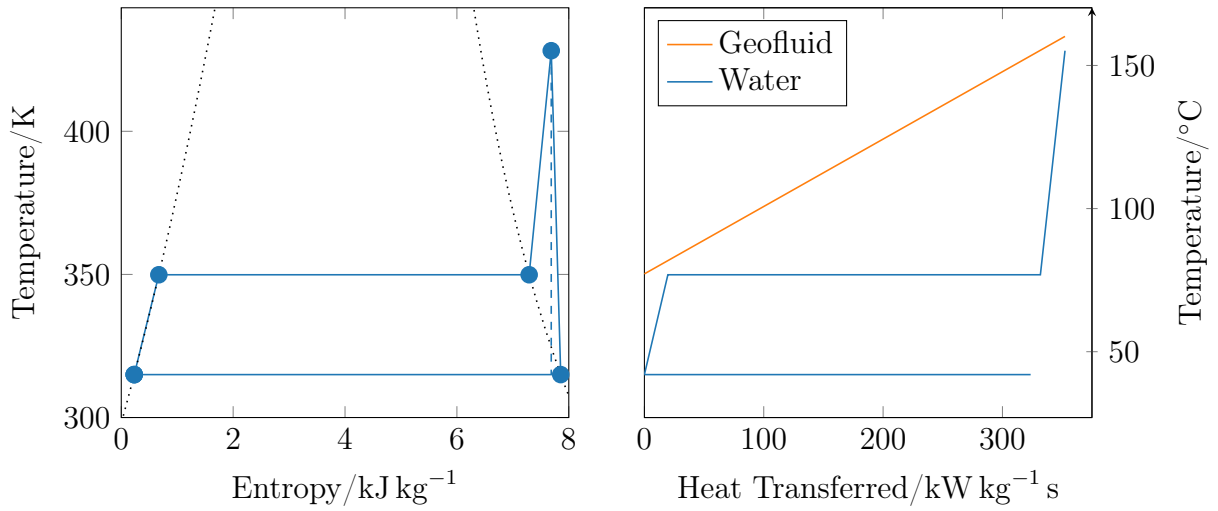 Temperature/K
400
350
300
0
2
4
6
8
Entropy/kJ kg⁻¹
Geofluid
Water
0
100
200
300
Heat Transferred/kW kg⁻¹ s
150
100
50
Temperature/°C